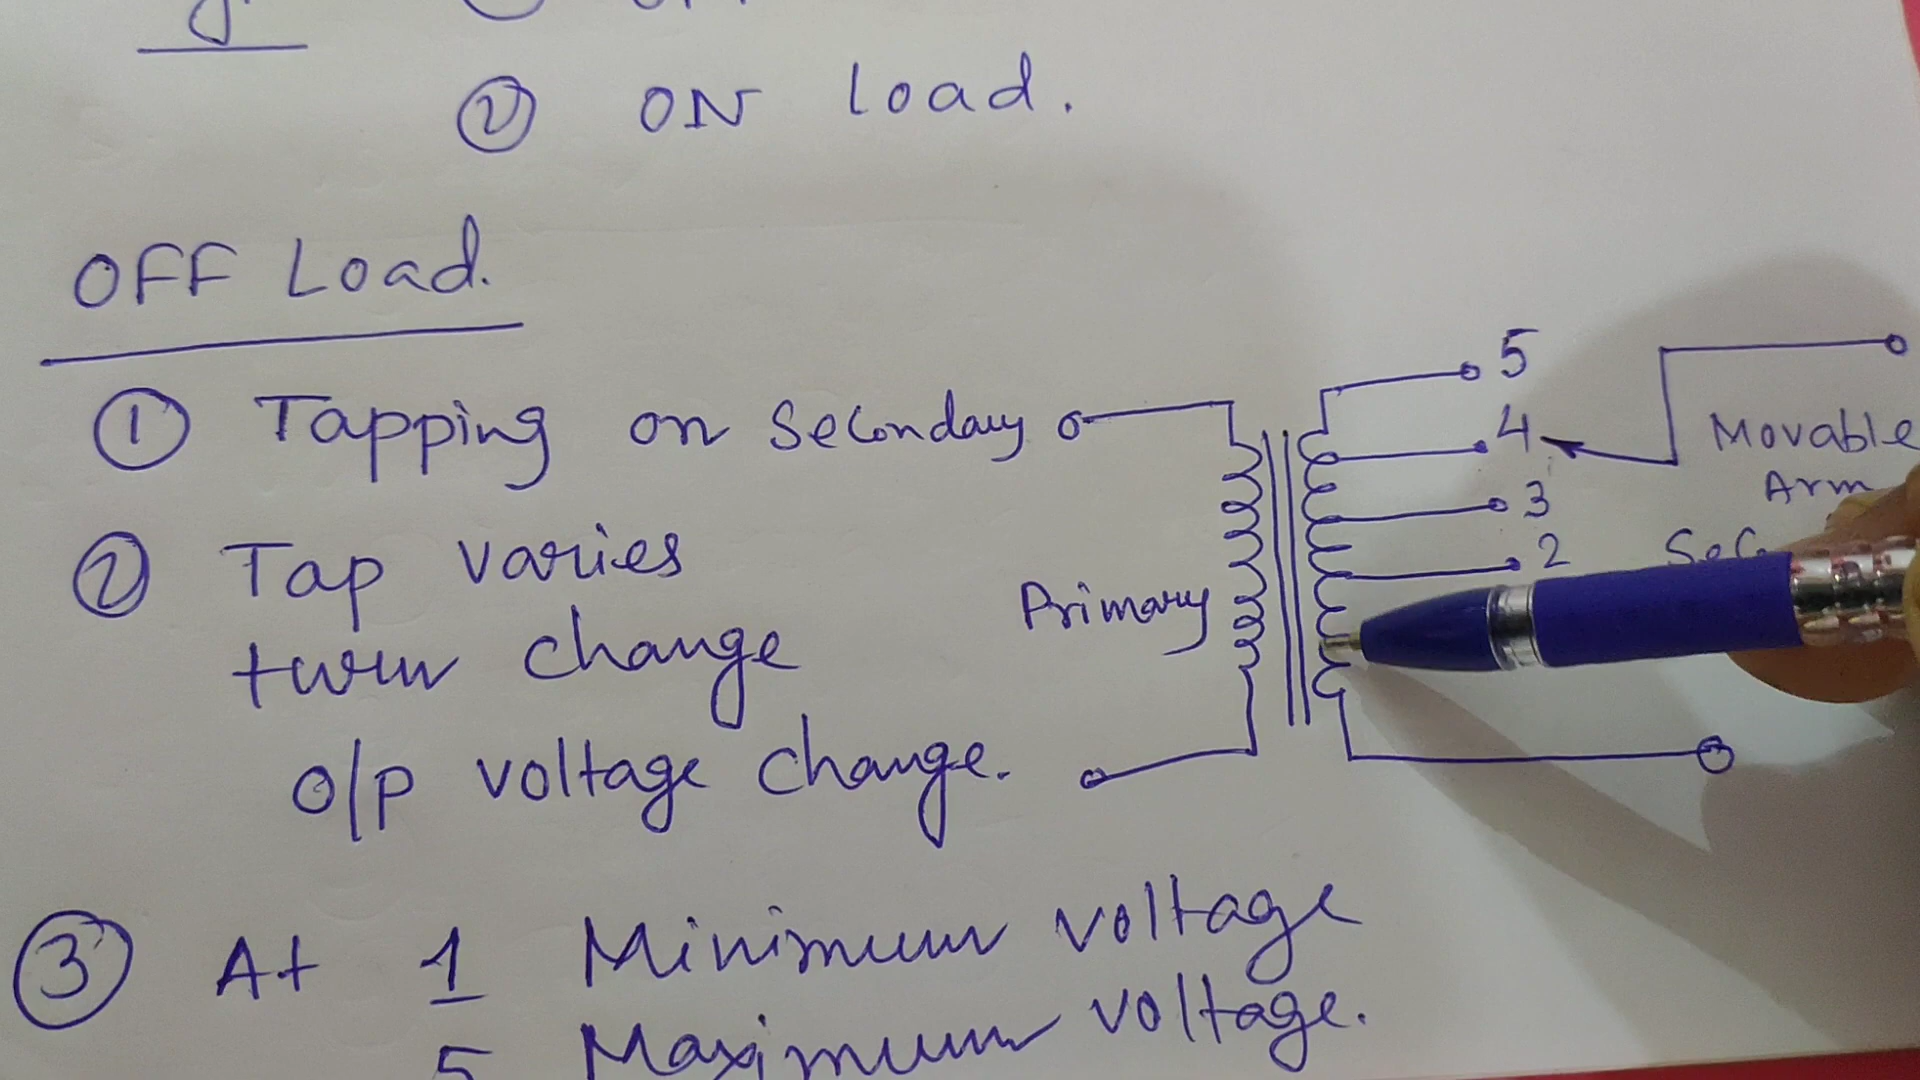 ② ON Load.
OFF Load.
① Tapping on Secondary
② Tap varies
turn change
o/p voltage change.
③ At 1 Minimum voltage
5 Maximum voltage.
Primary
5
4
3
2
Movable
Arm